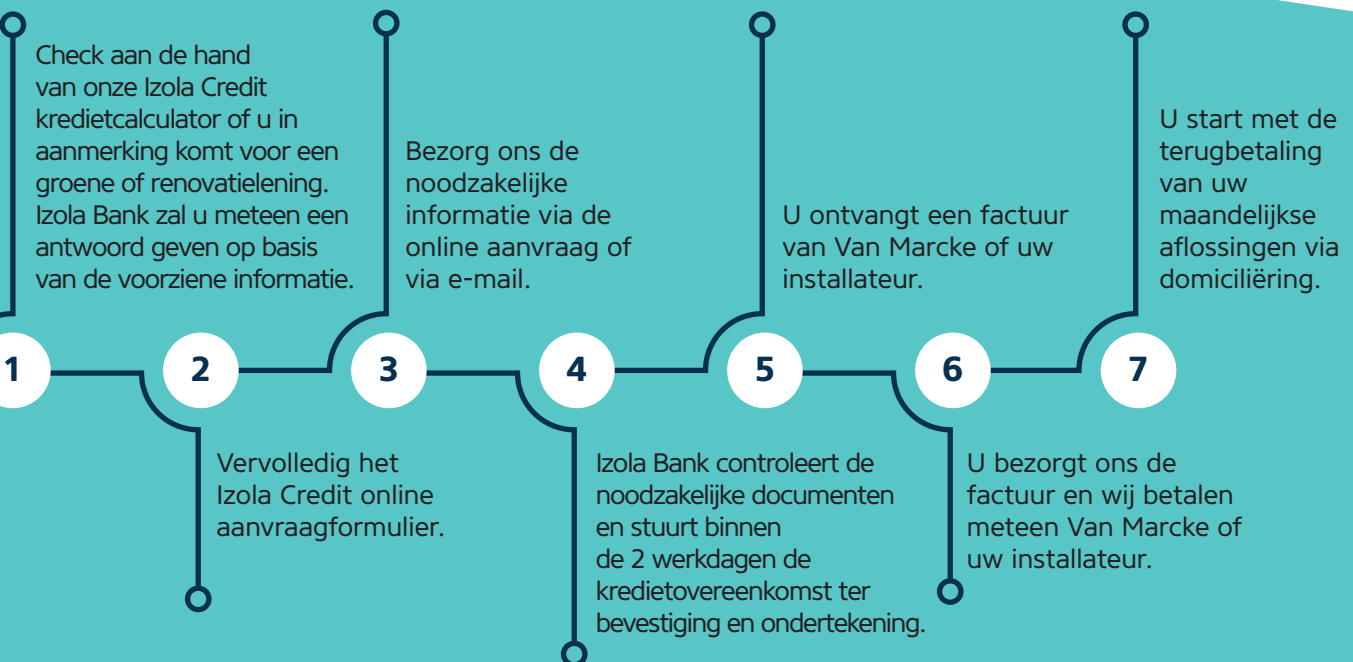 Check aan de hand
van onze Izola Credit
kredietcalculator of u in
aanmerking komt voor een
groene of renovatielening.
Izola Bank zal u meteen een
antwoord geven op basis
van de voorziene informatie.
Bezorg ons de
noodzakelijke
informatie via de
online aanvraag of
via e-mail.
U ontvangt een factuur
van Van Marcke of uw
installateur.
U start met de
terugbetaling
van uw
maandelijkse
aflossingen via
domiciliëring.
1
2
3
4
5
6
7
Vervolledig het
Izola Credit online
aanvraagformulier.
Izola Bank controleert de
noodzakelijke documenten
en stuurt binnen
de 2 werkdagen de
kredietovereenkomst ter
bevestiging en ondertekening.
U bezorgt ons de
factuur en wij betalen
meteen Van Marcke of
uw installateur.